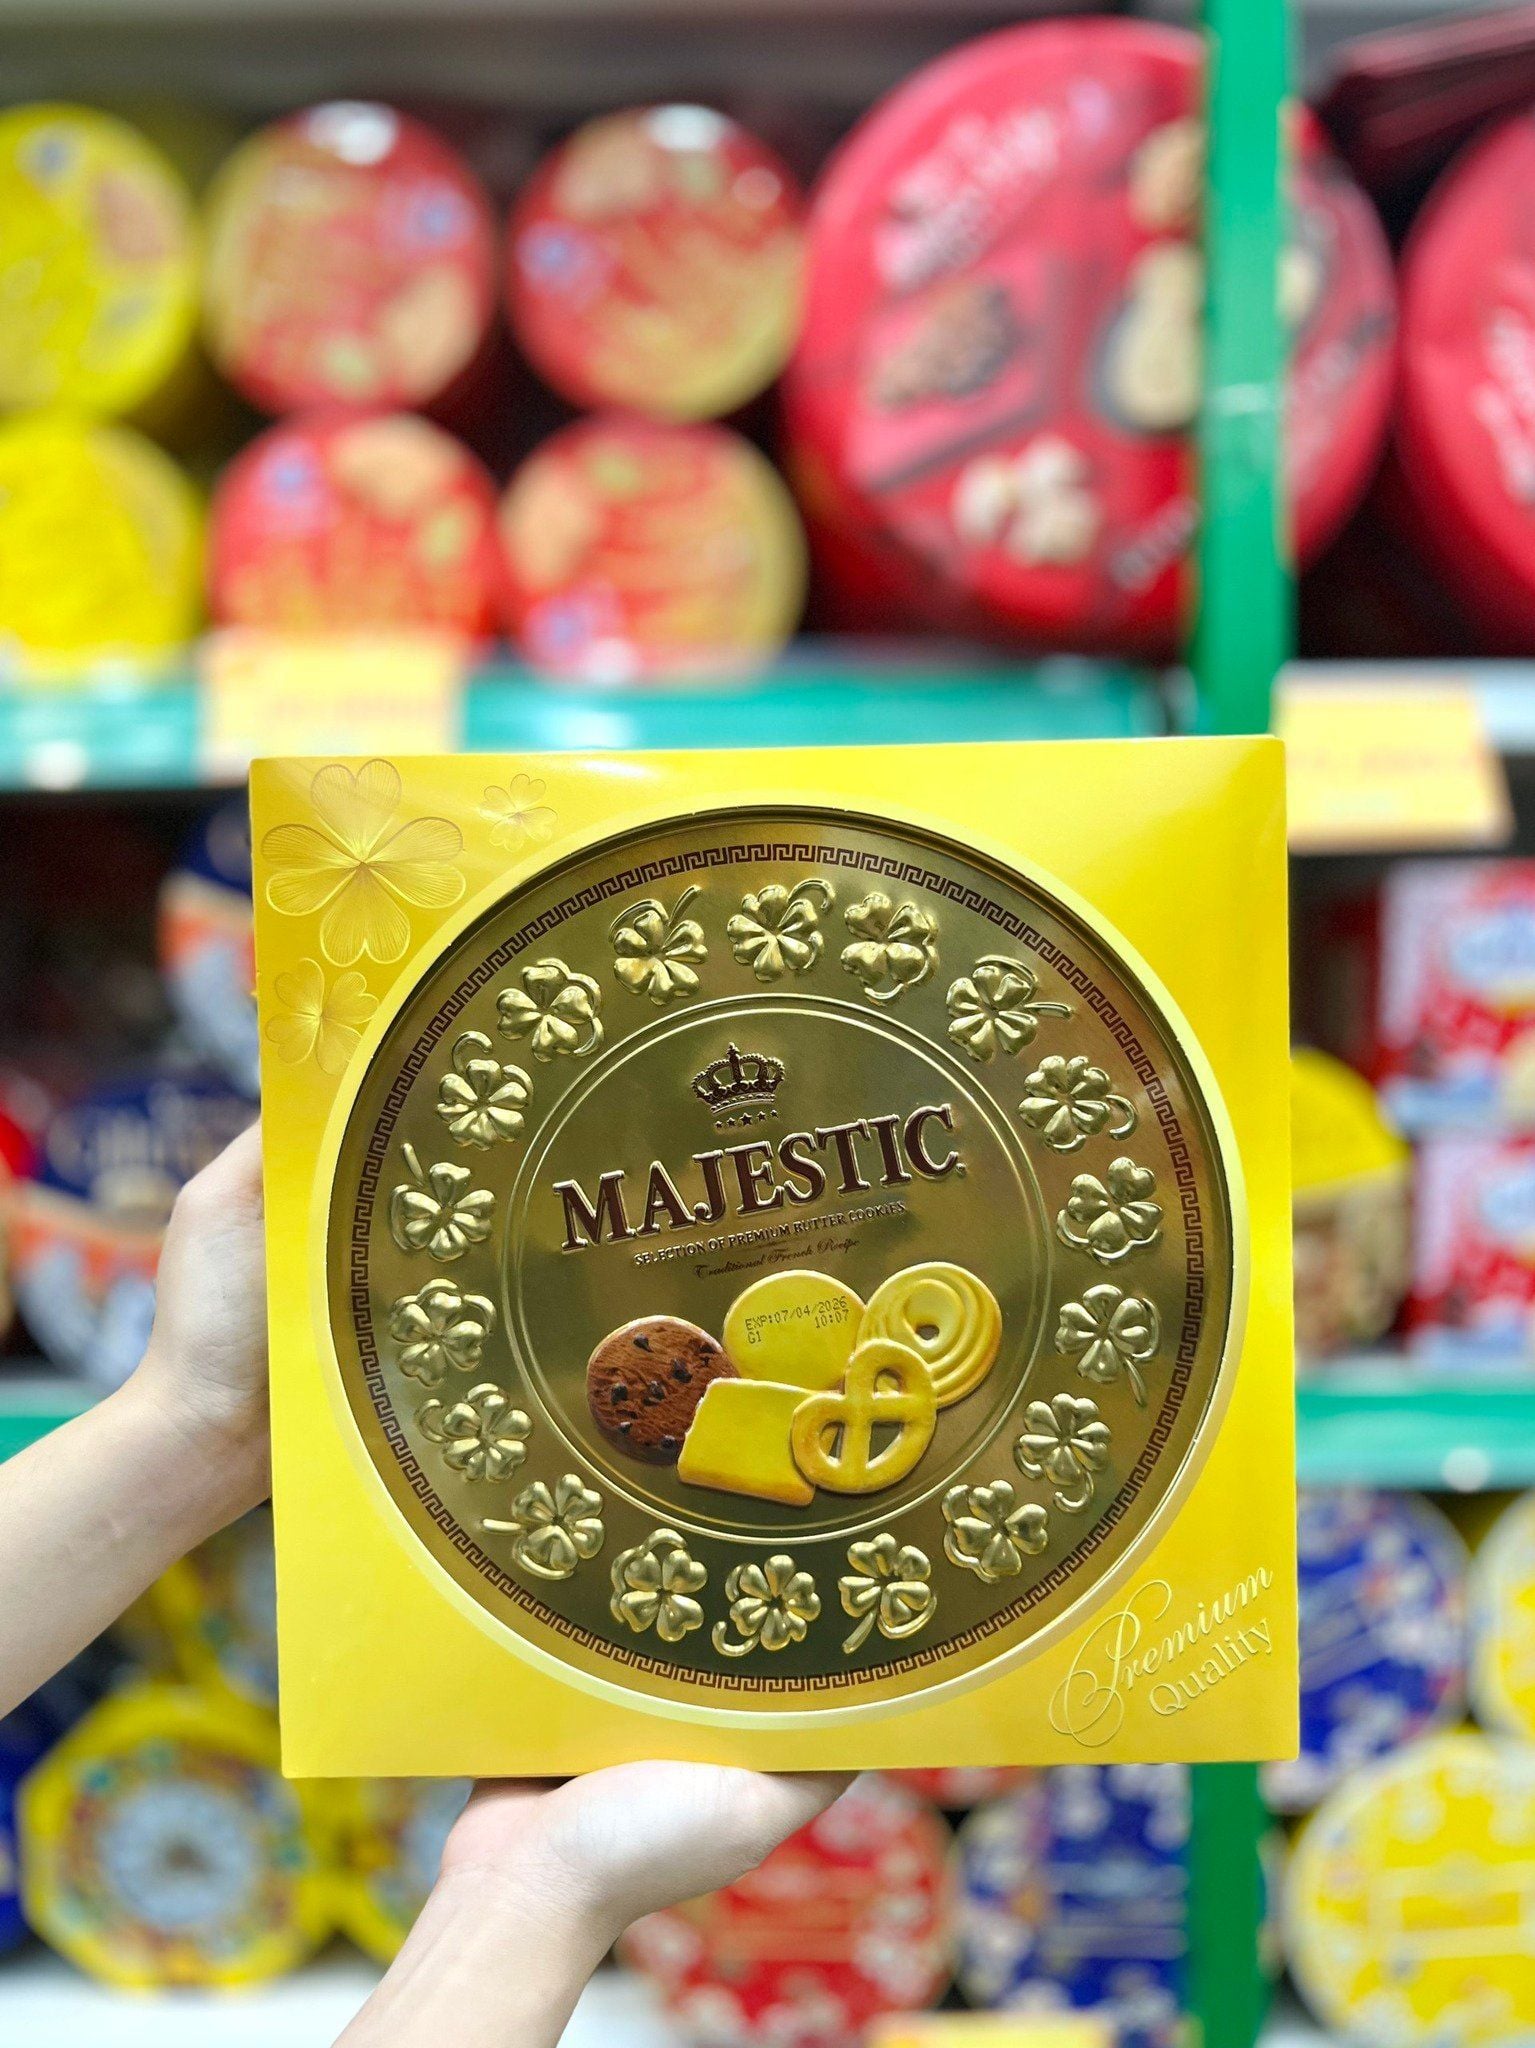 MAJESTIC
SELECTION OF PREMIUM BUTTER COOKIES
Traditional French Recipe
EXP:07/04/2026
G1 10:07
Premium
Quality